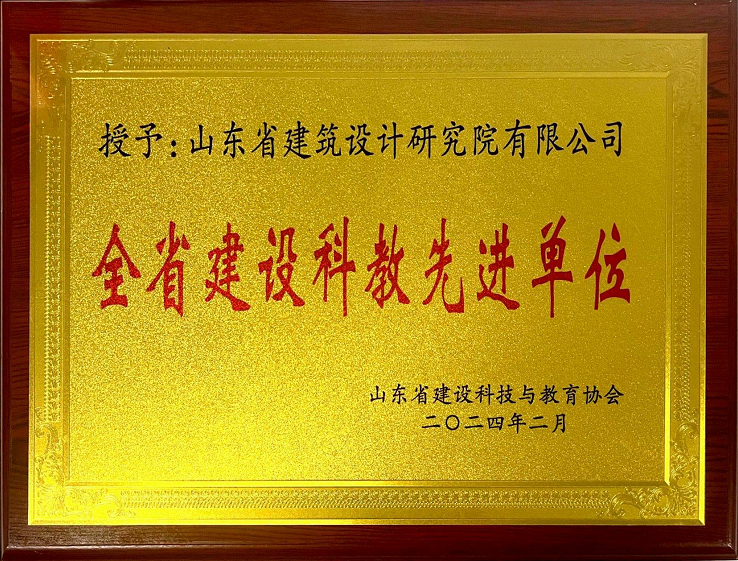 授予:山东省建筑设计研究院有限公司
全省建设科教先进单位
山东省建设科技与教育协会
二〇二四年二月